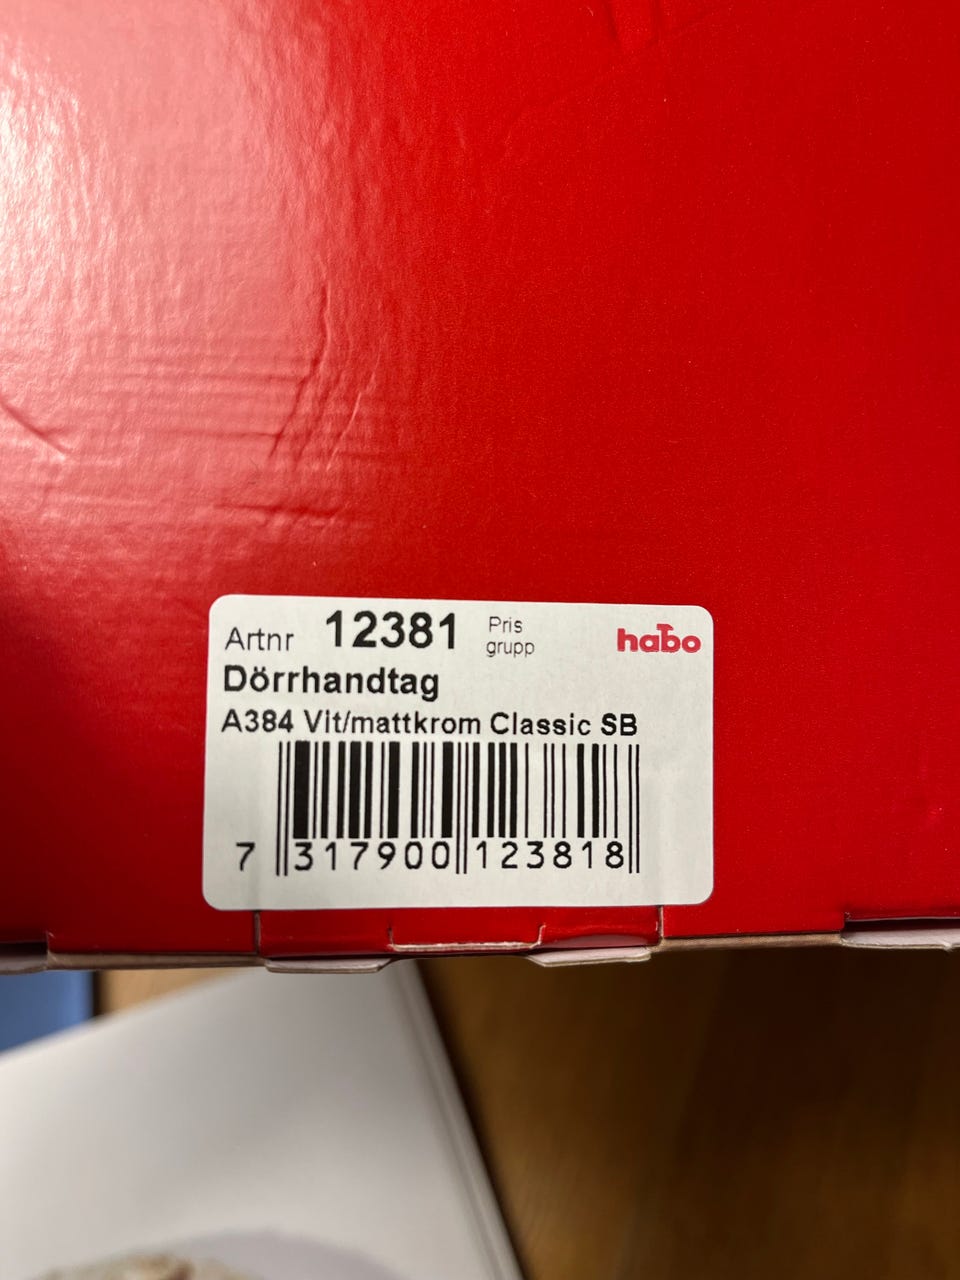 Artnr 12381 Pris grupp habo
Dörrhandtag
A384 Vit/mattkrom Classic SB
7 317900 123818